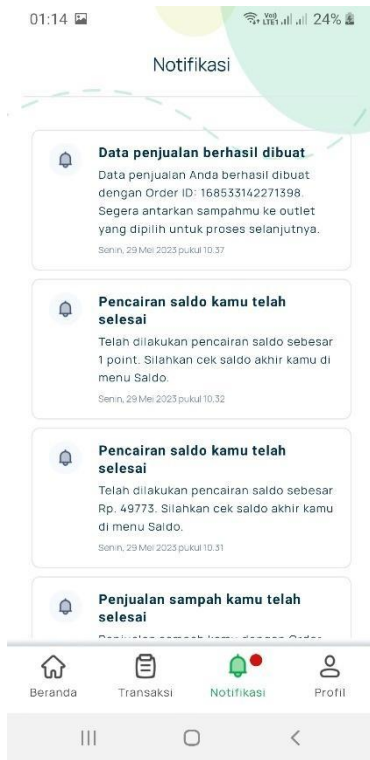 01:14 24%
Notifikasi
Data penjualan berhasil dibuat
Data penjualan Anda berhasil dibuat
dengan Order ID: 168533142271398.
Segera antarkan sampahmu ke outlet
yang dipilih untuk proses selanjutnya.
Senin, 29 Mei 2023 pukul 10.37
Pencairan saldo kamu telah
selesai
Telah dilakukan pencairan saldo sebesar
1 point. Silahkan cek saldo akhir kamu di
menu Saldo.
Senin, 29 Mei 2023 pukul 10.32
Pencairan saldo kamu telah
selesai
Telah dilakukan pencairan saldo sebesar
Rp. 49773. Silahkan cek saldo akhir kamu
di menu Saldo.
Senin, 29 Mei 2023 pukul 10.31
Penjualan sampah kamu telah
selesai
Beranda Transaksi Notifikasi Profil